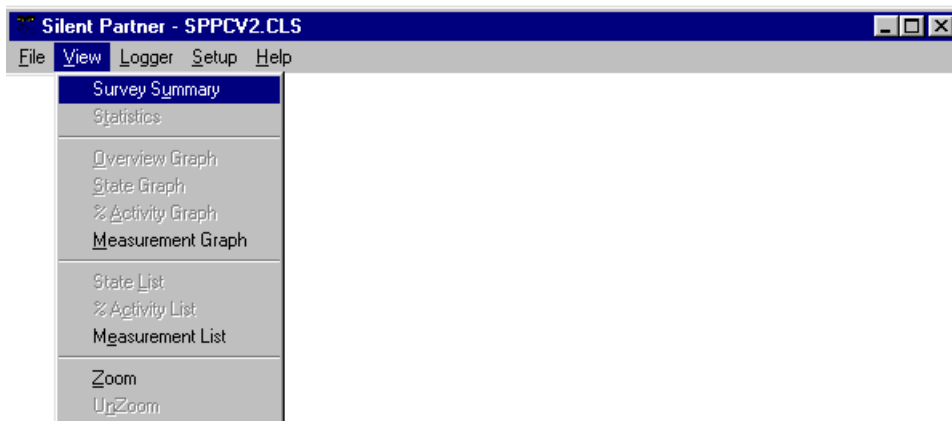 Silent Partner - SPPCV2.CLS
File View Logger Setup Help
Survey Summary
Statistics
Overview Graph
State Graph
% Activity Graph
Measurement Graph
State List
% Activity List
Measurement List
Zoom
UnZoom